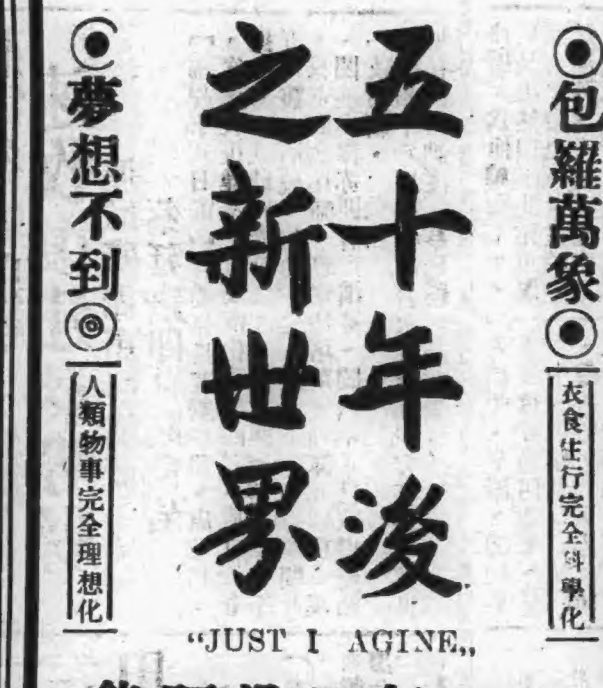 包羅萬象
衣食住行完全科學化
五十年後
之新世界
夢想不到
人類物事完全理想化
"JUST I AGINE„